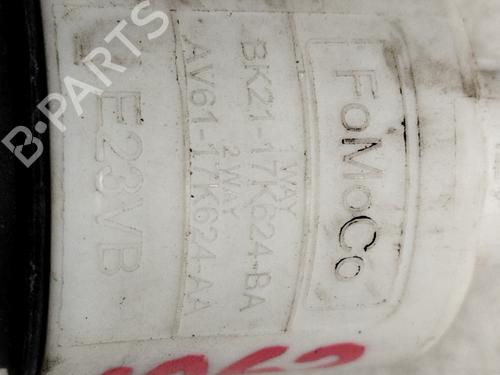 FoMoCo
1 WAY
BK21-17K624-BA
2 WAY
AV61-17K624-AA
E23VB
B-PARTS